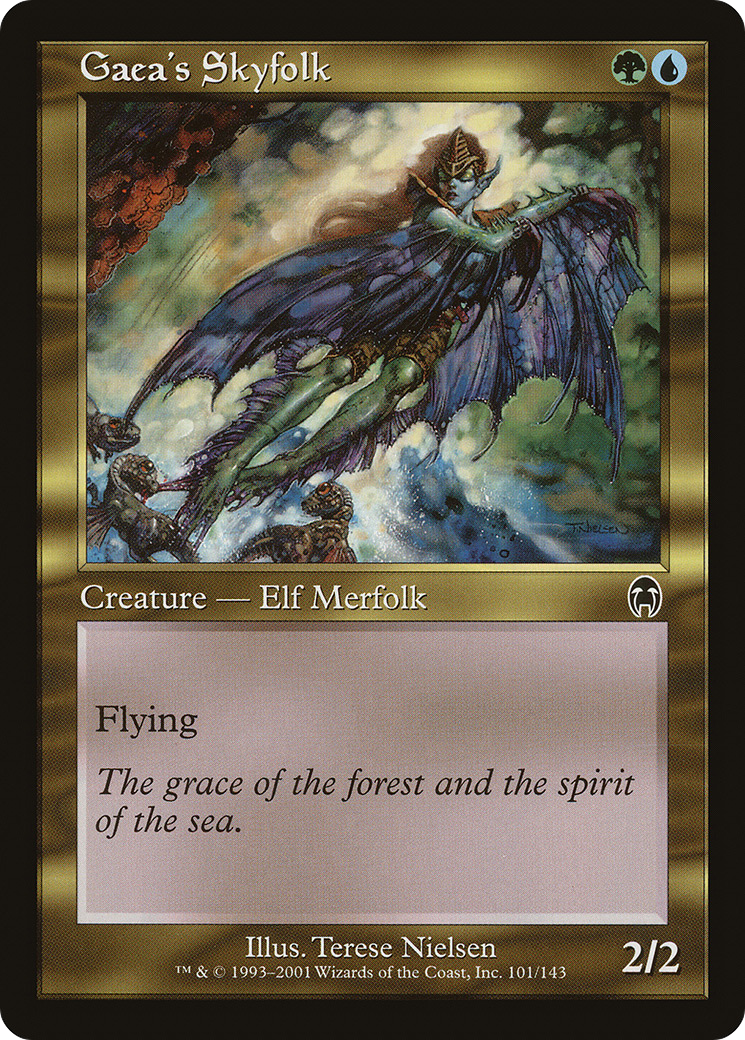 Gaea's Skyfolk
T. NIELSEN
Creature — Elf Merfolk
Flying
The grace of the forest and the spirit
of the sea.
Illus. Terese Nielsen
™ & © 1993–2001 Wizards of the Coast, Inc. 101/143
2/2